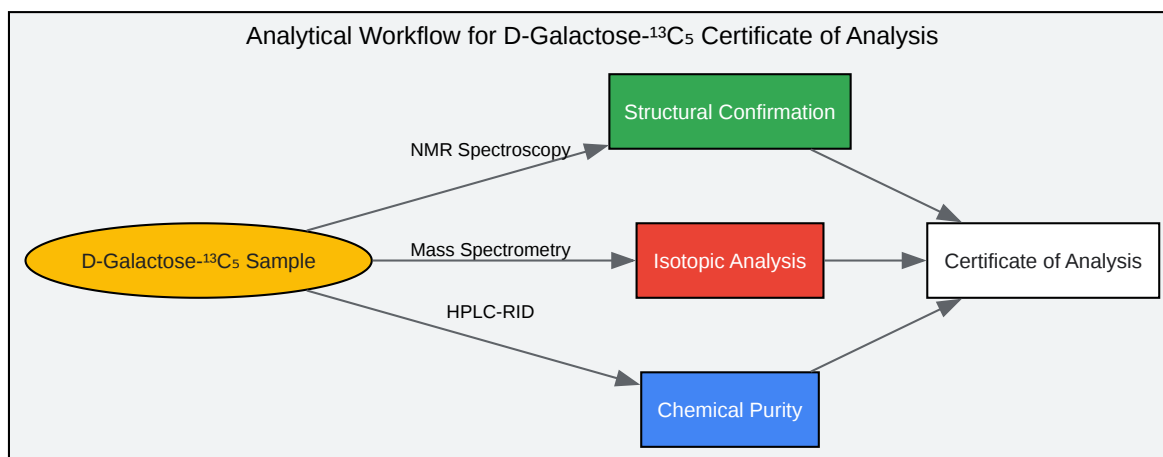 Analytical Workflow for D-Galactose-¹³C₅ Certificate of Analysis
Structural Confirmation
NMR Spectroscopy
D-Galactose-¹³C₅ Sample
Mass Spectrometry
Isotopic Analysis
Certificate of Analysis
HPLC-RID
Chemical Purity